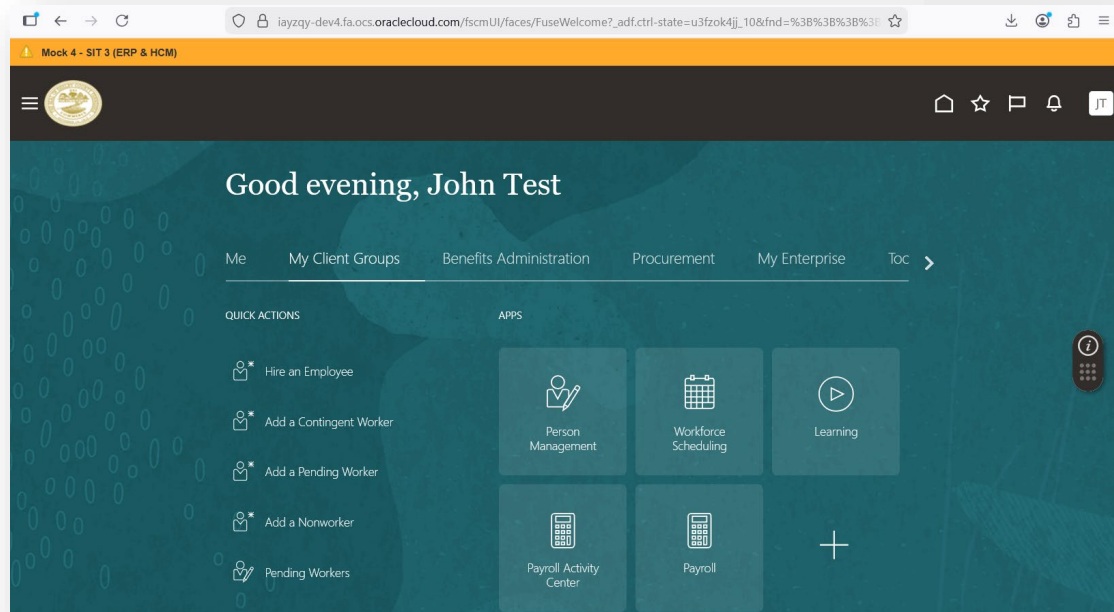 iayzqy-dev4.fa.ocs.oraclecloud.com/fscmUI/faces/FuseWelcome?_adf.ctrl-state=u3fzok4jj_10&fnd=%3B%3B%3B%3B
Mock 4 - SIT 3 (ERP & HCM)
JT
Good evening, John Test
Me My Client Groups Benefits Administration Procurement My Enterprise Toc
QUICK ACTIONS
Hire an Employee
Add a Contingent Worker
Add a Pending Worker
Add a Nonworker
Pending Workers
APPS
Person
Management
Workforce
Scheduling
Learning
Payroll Activity
Center
Payroll